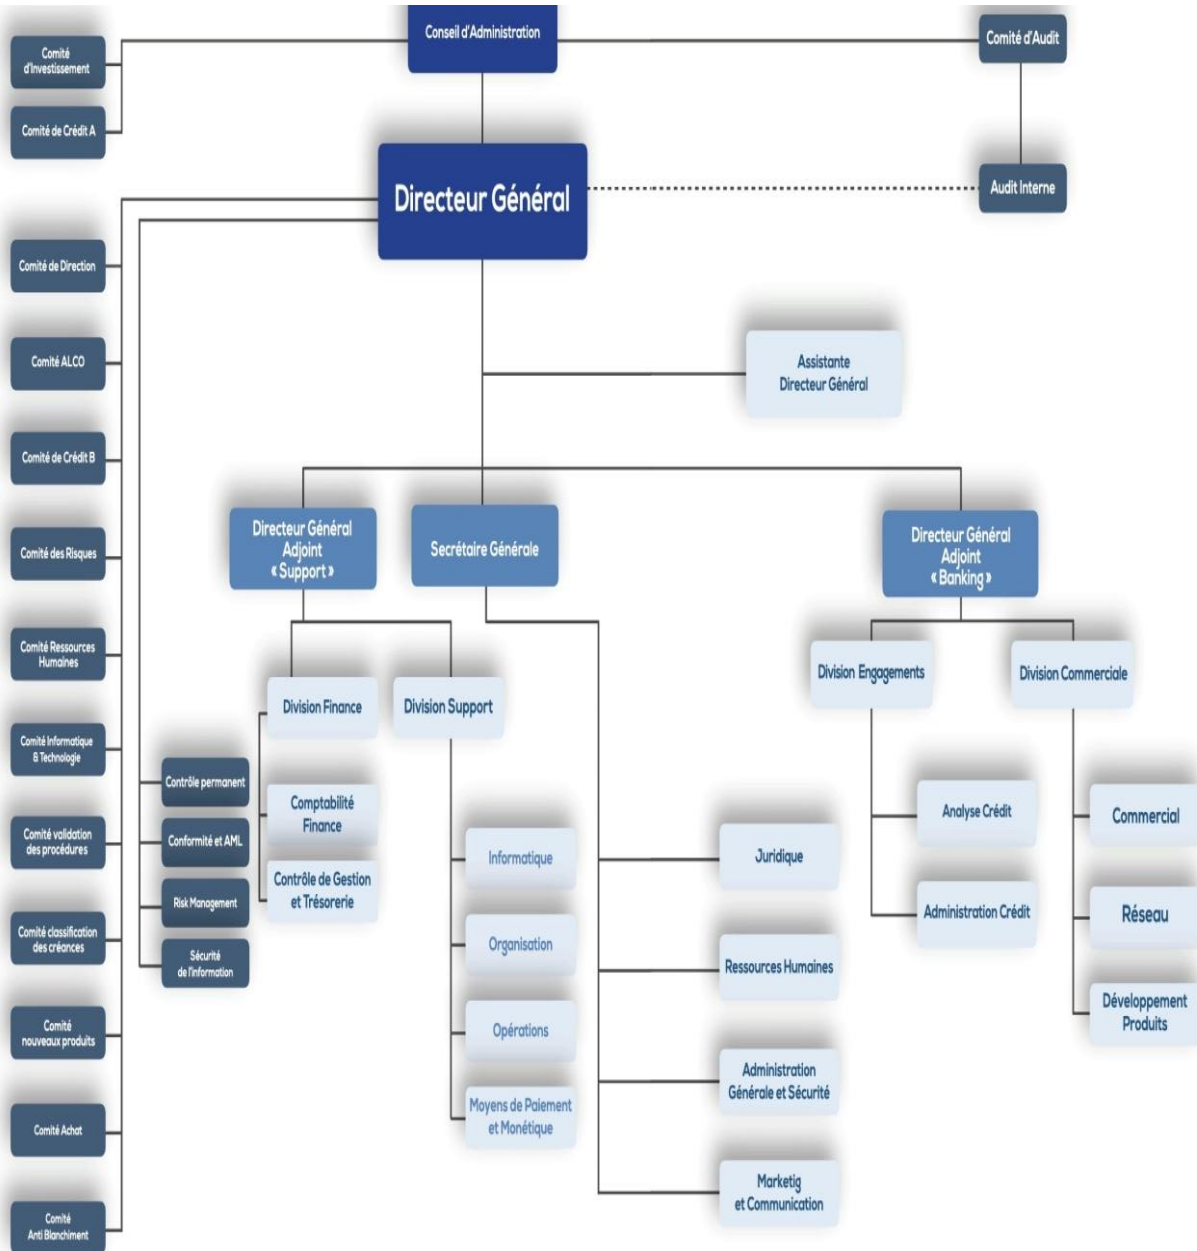 Conseil d'Administration
Comité d'Audit
Comité
d'Investissement
Comité de Crédit A
Directeur Général
Audit Interne
Comité de Direction
Comité ALCO
Comité de Crédit B
Comité des Risques
Comité Ressources
Humaines
Comité Informatique
& Technologie
Comité validation
des procédures
Comité classification
des créances
Comité
nouveaux produits
Comité Achat
Comité
Anti Blanchiment
Contrôle permanent
Conformité et AML
Risk Management
Sécurité
de l'information
Assistante
Directeur Général
Directeur Général
Adjoint
« Support »
Division Finance
Comptabilité
Finance
Contrôle de Gestion
et Trésorerie
Division Support
Informatique
Organisation
Opérations
Moyens de Paiement
et Monétique
Secrétaire Générale
Juridique
Ressources Humaines
Administration
Générale et Sécurité
Marketig
et Communication
Directeur Général
Adjoint
« Banking »
Division Engagements
Analyse Crédit
Administration Crédit
Division Commerciale
Commercial
Réseau
Développement
Produits